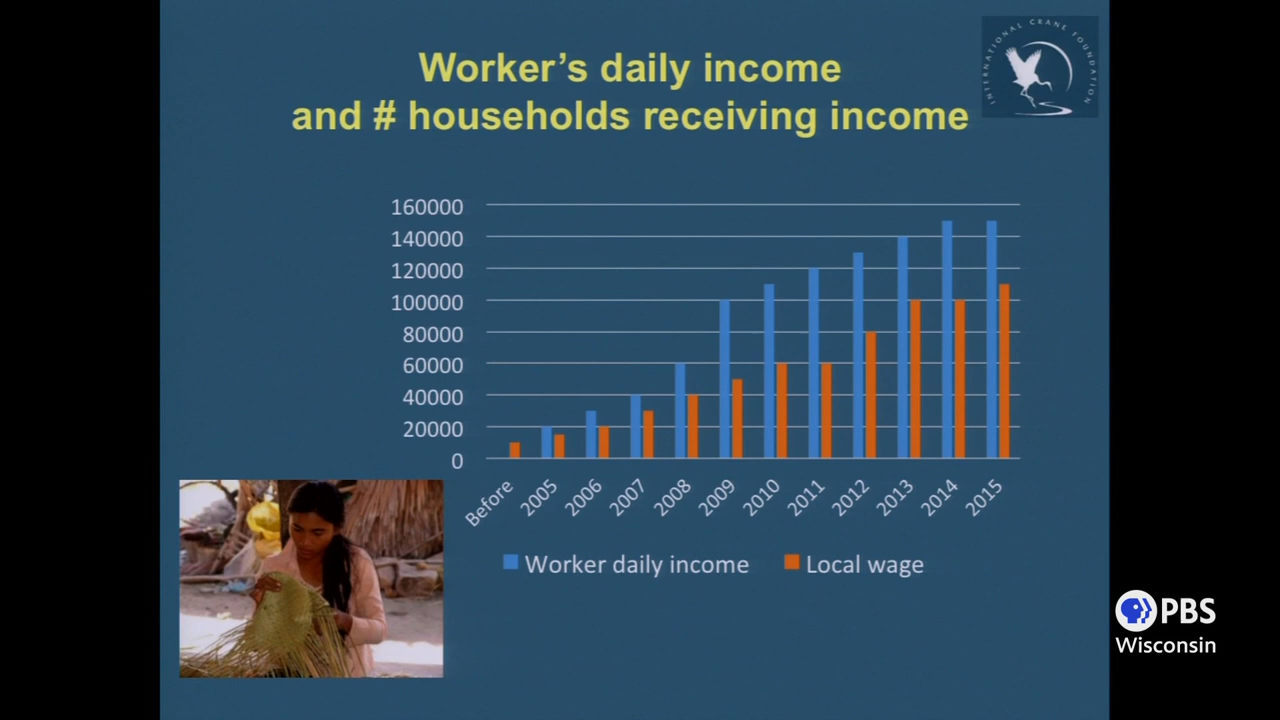 Worker's daily income
and # households receiving income
INTERNATIONAL CRANE FOUNDATION
160000
140000
120000
100000
80000
60000
40000
20000
0
Before
2005
2006
2007
2008
2009
2010
2011
2012
2013
2014
2015
Worker daily income
Local wage
PBS
Wisconsin